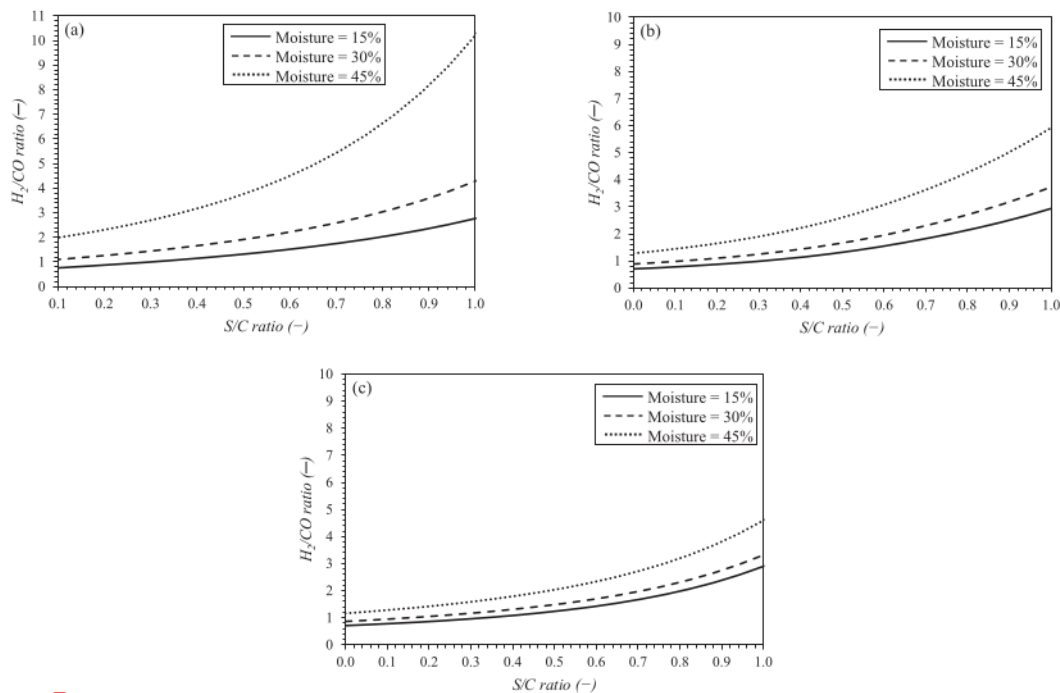 (a)
Moisture = 15%
Moisture = 30%
Moisture = 45%
H₂/CO ratio (−)
11
10
9
8
7
6
5
4
3
2
1
0
0.1 0.2 0.3 0.4 0.5 0.6 0.7 0.8 0.9 1.0
S/C ratio (−)
(b)
Moisture = 15%
Moisture = 30%
Moisture = 45%
H₂/CO ratio (−)
10
9
8
7
6
5
4
3
2
1
0
0.0 0.1 0.2 0.3 0.4 0.5 0.6 0.7 0.8 0.9 1.0
S/C ratio (−)
(c)
Moisture = 15%
Moisture = 30%
Moisture = 45%
H₂/CO ratio (−)
10
9
8
7
6
5
4
3
2
1
0
0.0 0.1 0.2 0.3 0.4 0.5 0.6 0.7 0.8 0.9 1.0
S/C ratio (−)